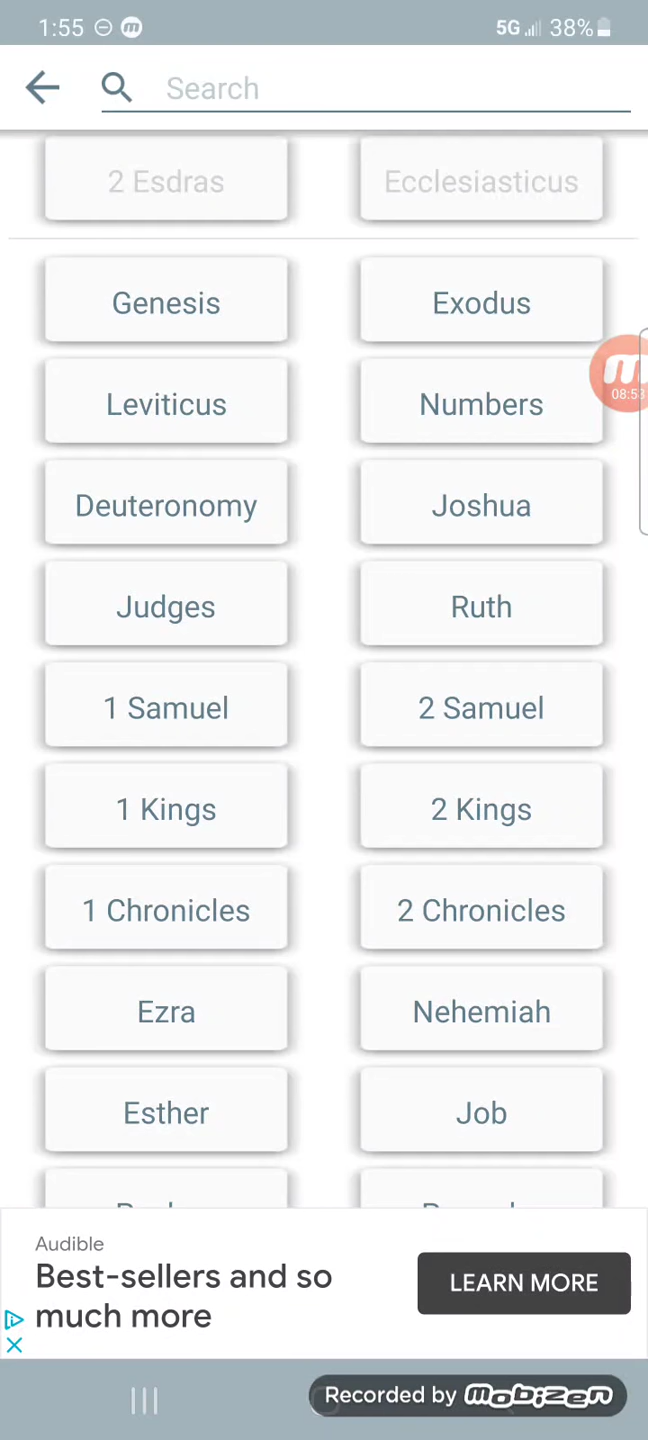 1:55 5G 38%
Search
2 Esdras Ecclesiasticus
Genesis Exodus
Leviticus Numbers
08:53
Deuteronomy Joshua
Judges Ruth
1 Samuel 2 Samuel
1 Kings 2 Kings
1 Chronicles 2 Chronicles
Ezra Nehemiah
Esther Job
Audible
Best-sellers and so
much more
LEARN MORE
Recorded by mobizen